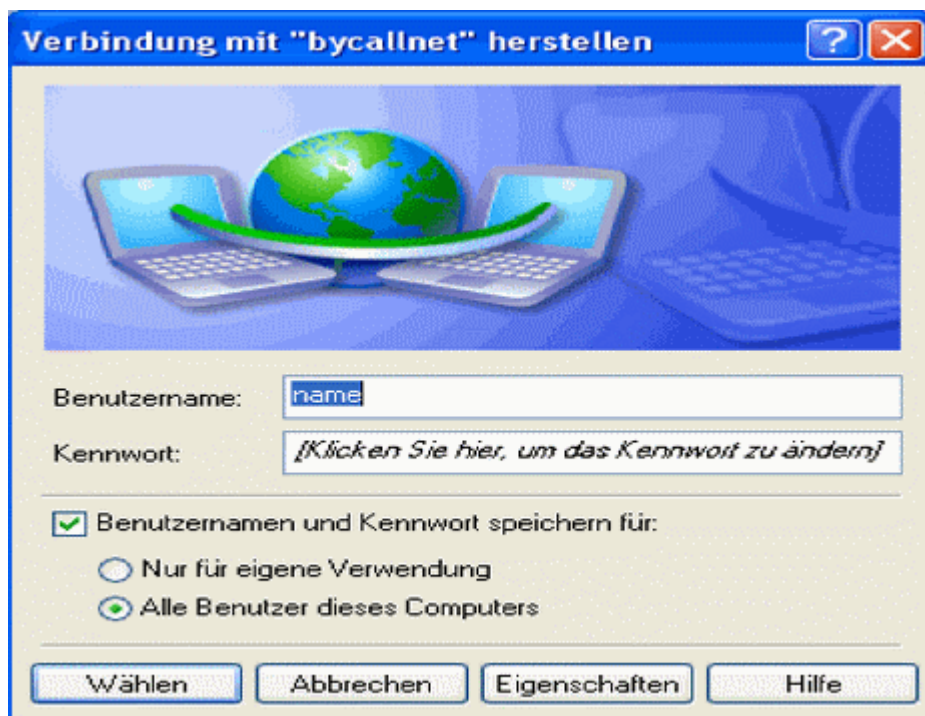 Verbindung mit "bycallnet" herstellen
Benutzername: name
Kennwort: [Klicken Sie hier, um das Kennwort zu ändern]
Benutzernamen und Kennwort speichern für:
Nur für eigene Verwendung
Alle Benutzer dieses Computers
Wählen Abbrechen Eigenschaften Hilfe